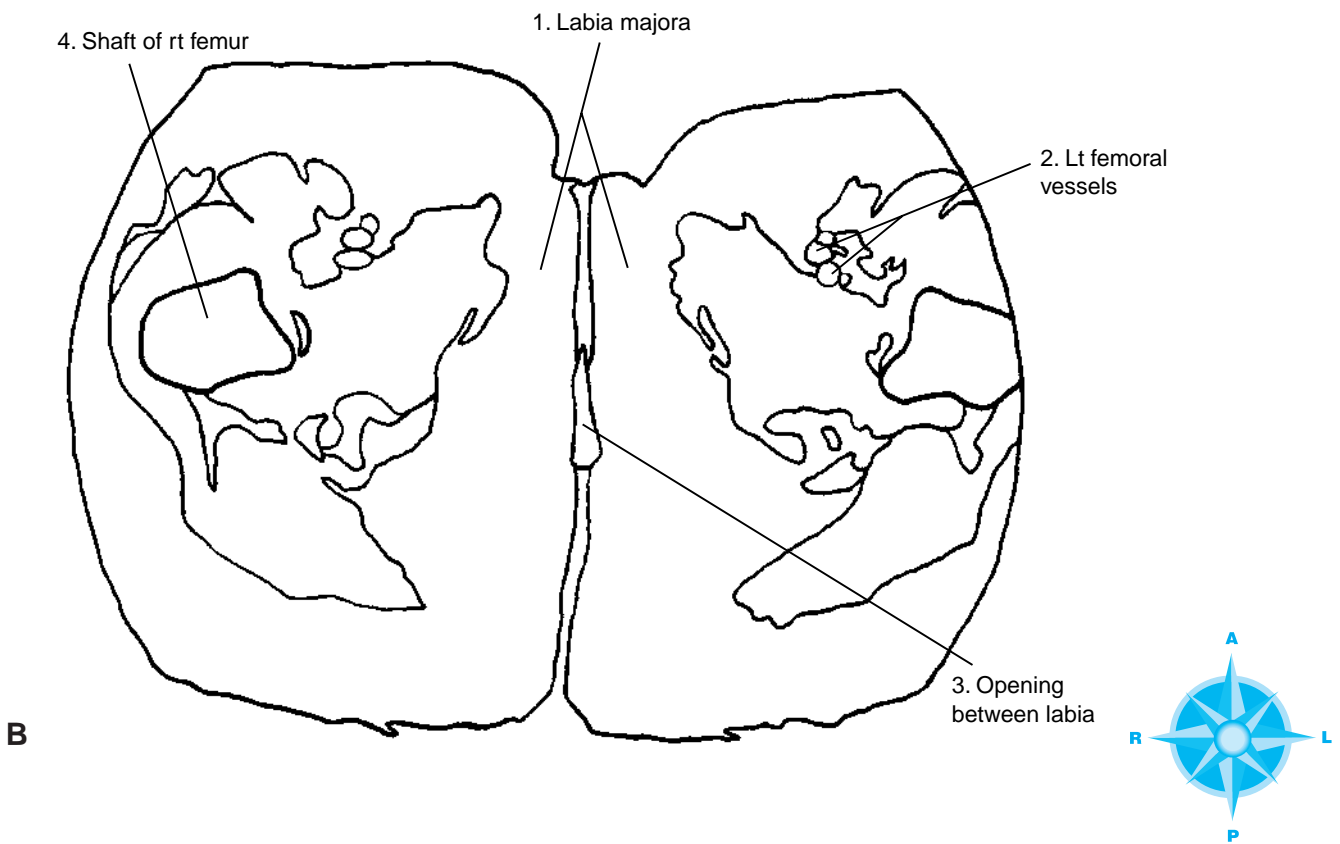 1. Labia majora
4. Shaft of rt femur
2. Lt femoral
vessels
3. Opening
between labia
B
A
R
L
P